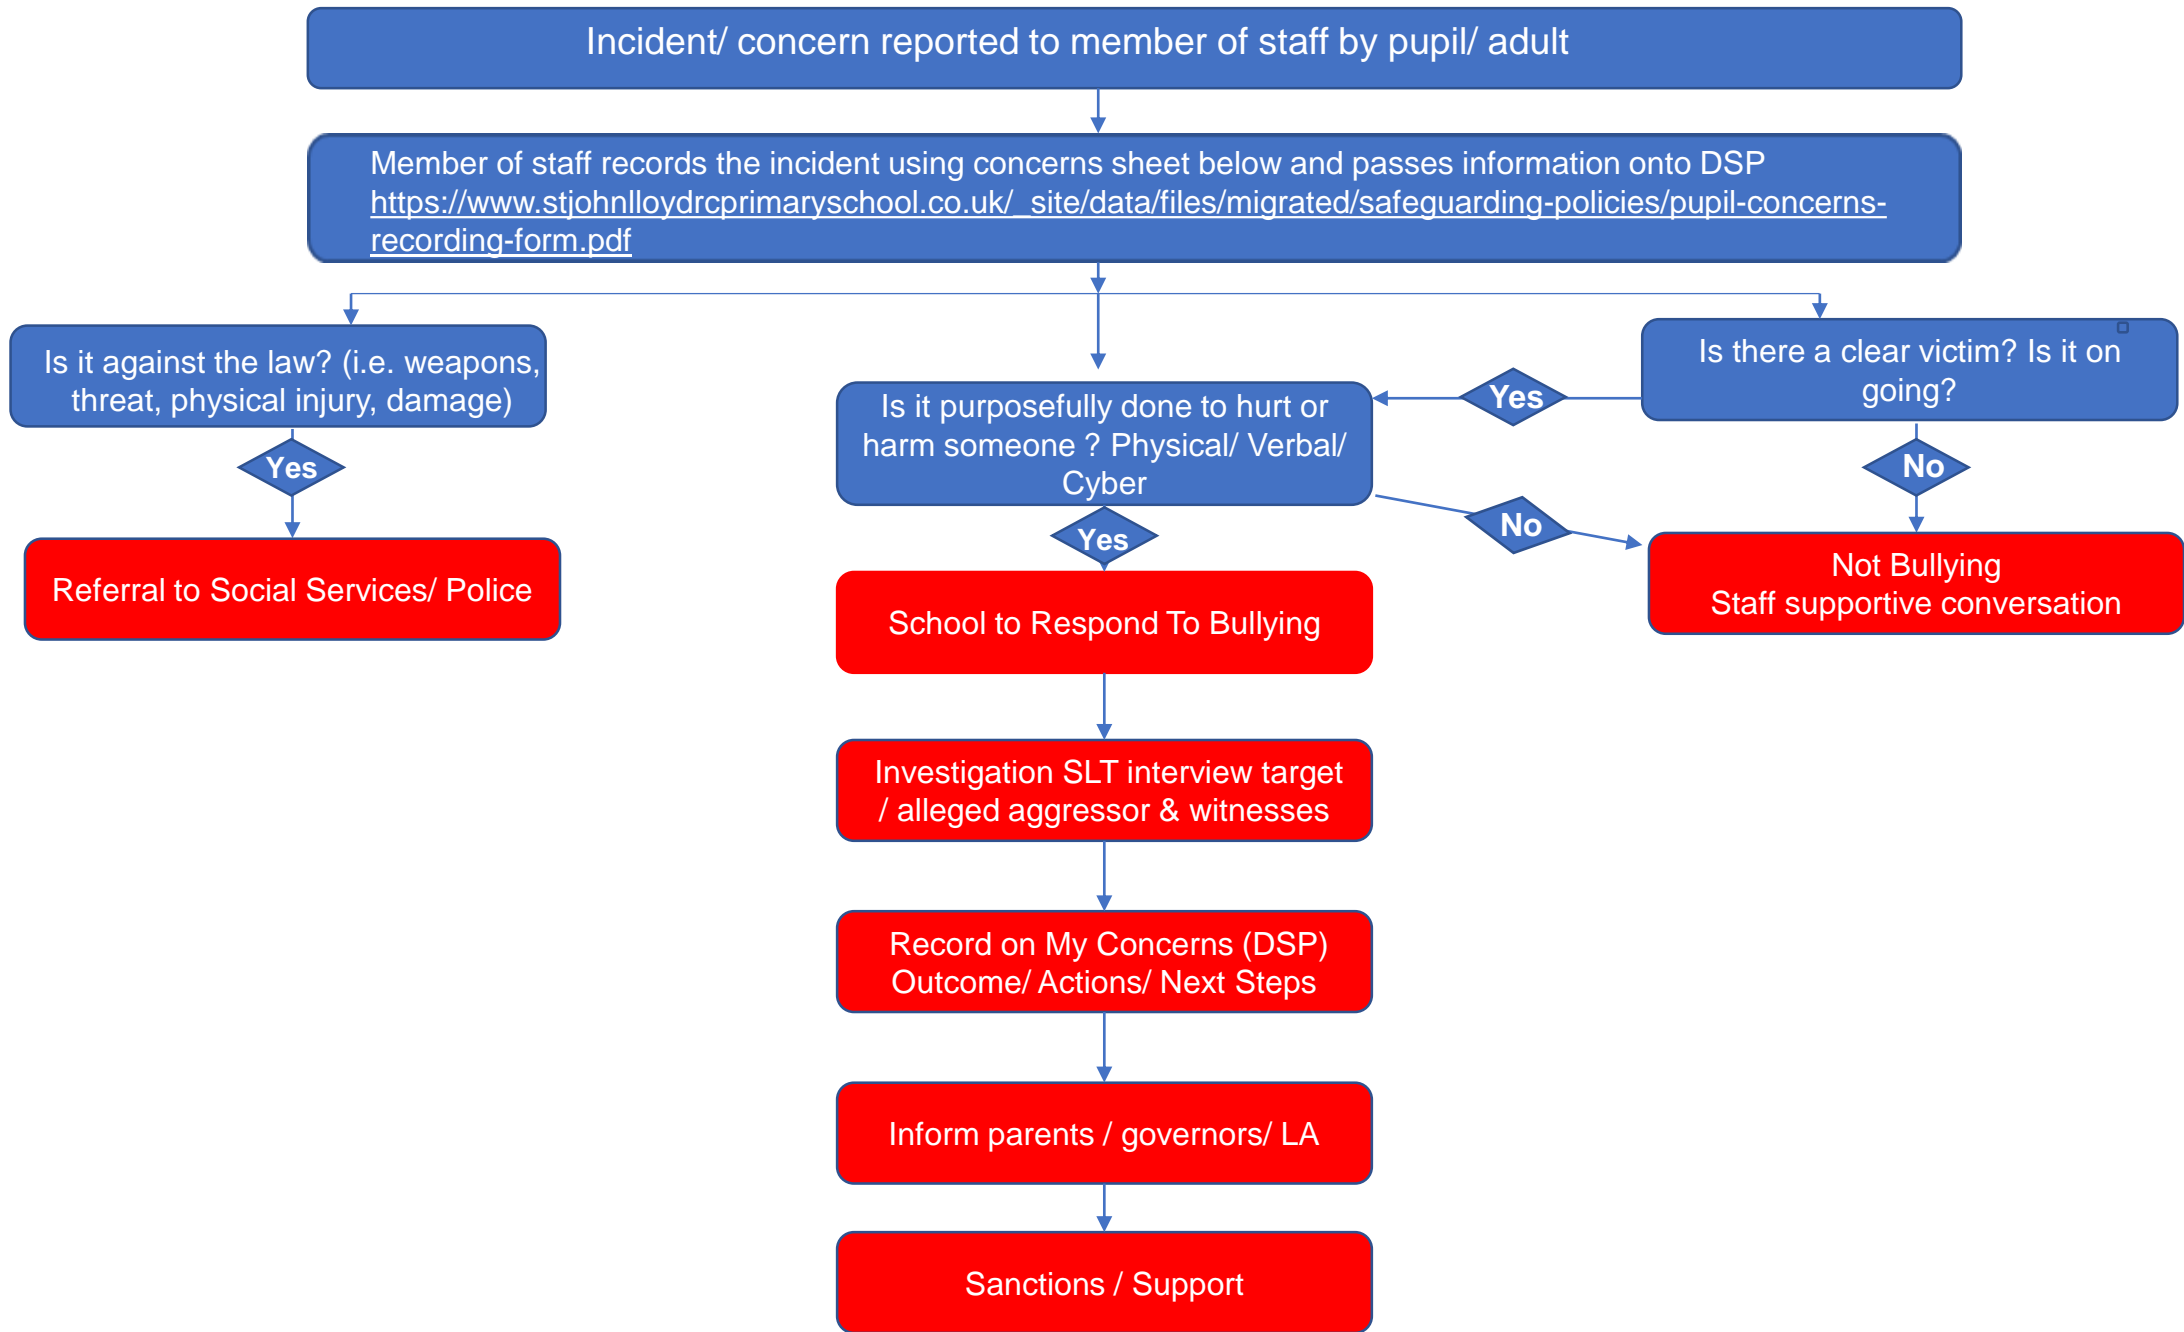 Incident/ concern reported to member of staff by pupil/ adult
Member of staff records the incident using concerns sheet below and passes information onto DSP
https://www.stjohnlloydrcprimaryschool.co.uk/_site/data/files/migrated/safeguarding-policies/pupil-concerns-
recording-form.pdf
Is it against the law? (i.e. weapons,
threat, physical injury, damage)
Yes
Referral to Social Services/ Police
Is it purposefully done to hurt or
harm someone ? Physical/ Verbal/
Cyber
Yes
No
Is there a clear victim? Is it on
going?
Yes
No
Not Bullying
Staff supportive conversation
School to Respond To Bullying
Investigation SLT interview target
/ alleged aggressor & witnesses
Record on My Concerns (DSP)
Outcome/ Actions/ Next Steps
Inform parents / governors/ LA
Sanctions / Support